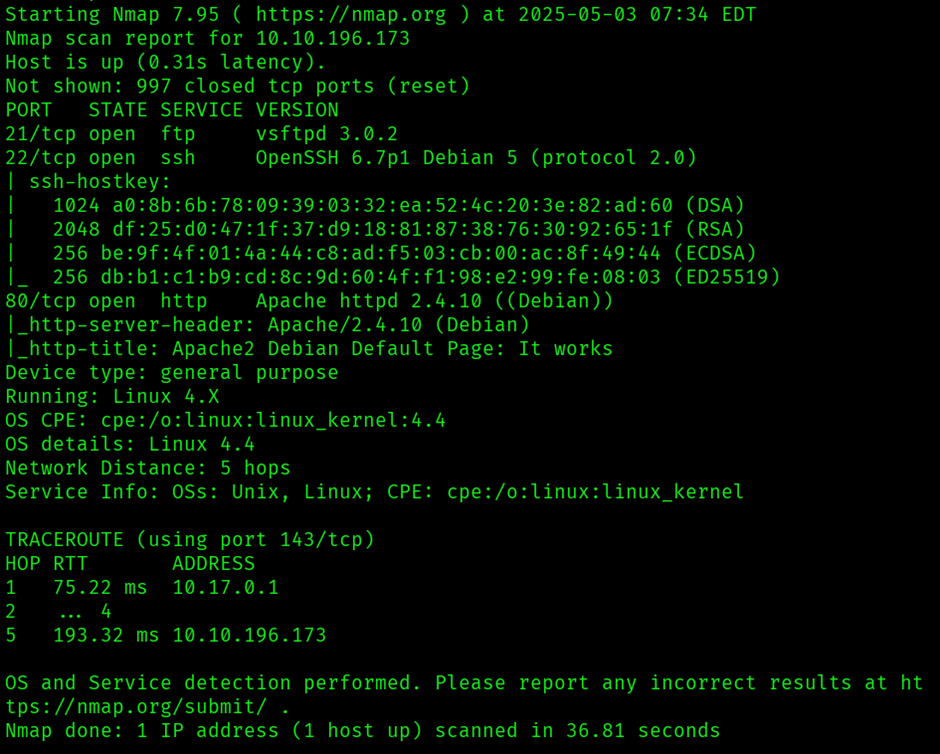 Starting Nmap 7.95 ( https://nmap.org ) at 2025-05-03 07:34 EDT
Nmap scan report for 10.10.196.173
Host is up (0.31s latency).
Not shown: 997 closed tcp ports (reset)
PORT   STATE SERVICE VERSION
21/tcp open  ftp     vsftpd 3.0.2
22/tcp open  ssh     OpenSSH 6.7p1 Debian 5 (protocol 2.0)
| ssh-hostkey:
|   1024 a0:8b:6b:78:09:39:03:32:ea:52:4c:20:3e:82:ad:60 (DSA)
|   2048 df:25:d0:47:1f:37:d9:18:81:87:38:76:30:92:65:1f (RSA)
|   256 be:9f:4f:01:4a:44:c8:ad:f5:03:cb:00:ac:8f:49:44 (ECDSA)
|_  256 db:b1:c1:b9:cd:8c:9d:60:4f:f1:98:e2:99:fe:08:03 (ED25519)
80/tcp open  http    Apache httpd 2.4.10 ((Debian))
|_http-server-header: Apache/2.4.10 (Debian)
|_http-title: Apache2 Debian Default Page: It works
Device type: general purpose
Running: Linux 4.X
OS CPE: cpe:/o:linux:linux_kernel:4.4
OS details: Linux 4.4
Network Distance: 5 hops
Service Info: OSs: Unix, Linux; CPE: cpe:/o:linux:linux_kernel

TRACEROUTE (using port 143/tcp)
HOP RTT       ADDRESS
1   75.22 ms  10.17.0.1
2   ... 4
5   193.32 ms 10.10.196.173

OS and Service detection performed. Please report any incorrect results at ht
tps://nmap.org/submit/ .
Nmap done: 1 IP address (1 host up) scanned in 36.81 seconds